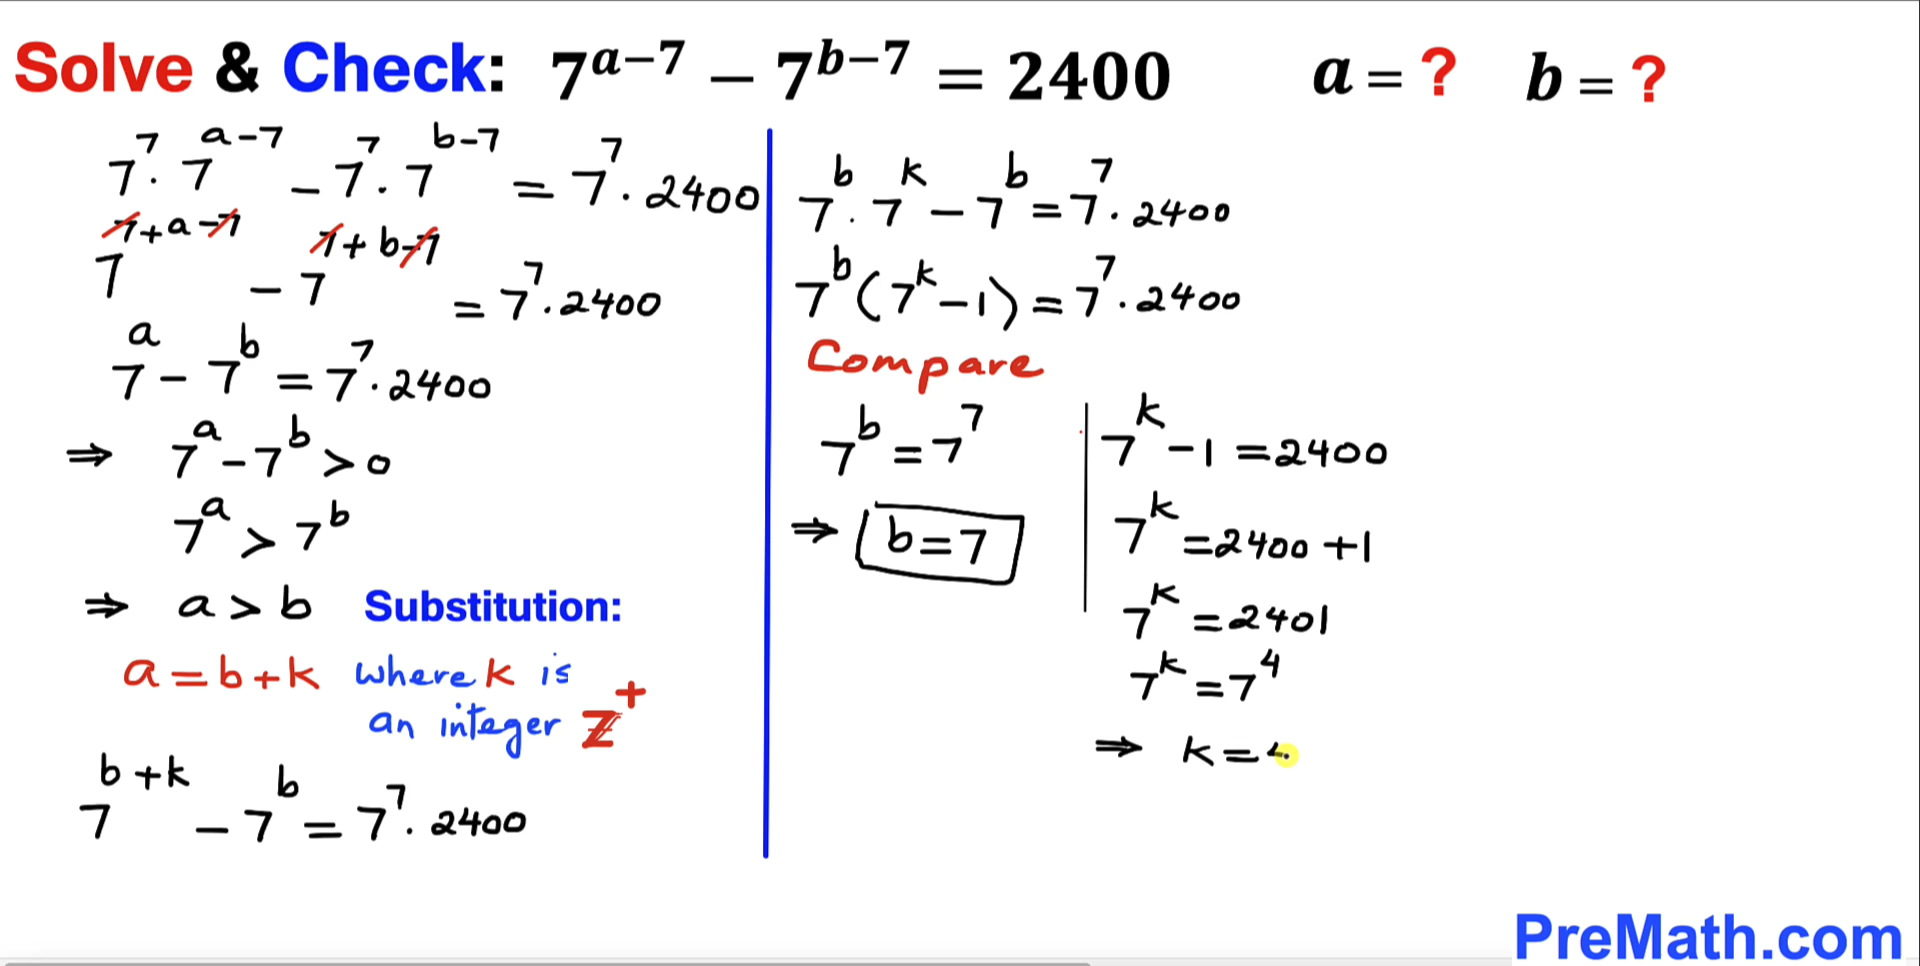 Solve & Check: 7^{a-7} − 7^{b-7} = 2400 a = ? b = ?
7^7 · 7^{a-7} − 7^7 · 7^{b-7} = 7^7 · 2400
7^{7+a-7} − 7^{7+b-7} = 7^7 · 2400
7^a − 7^b = 7^7 · 2400
⇒ 7^a − 7^b > 0
7^a > 7^b
⇒ a > b Substitution:
a = b + k where k is
an integer Z^+
7^{b+k} − 7^b = 7^7 · 2400
7^b · 7^k − 7^b = 7^7 · 2400
7^b (7^k − 1) = 7^7 · 2400
Compare
7^b = 7^7
⇒ b = 7
7^k − 1 = 2400
7^k = 2400 + 1
7^k = 2401
7^k = 7^4
⇒ k =
PreMath.com